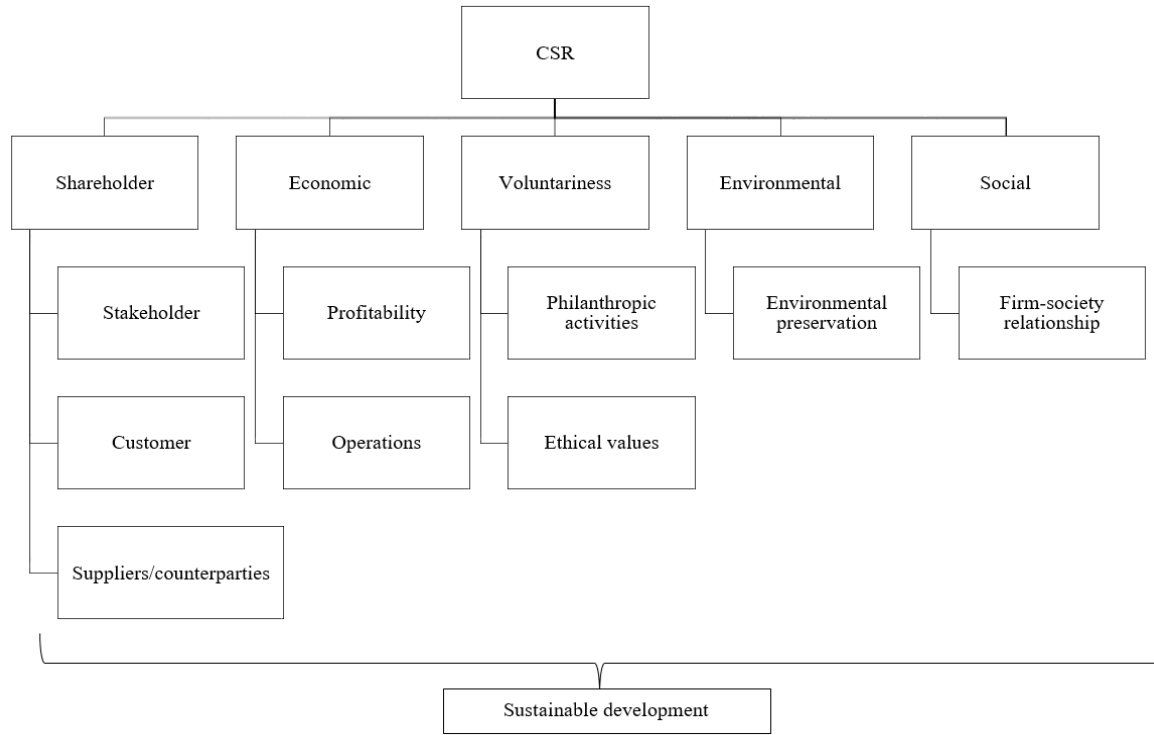 CSR
Shareholder
Economic
Voluntariness
Environmental
Social
Stakeholder
Profitability
Philanthropic
activities
Environmental
preservation
Firm-society
relationship
Customer
Operations
Ethical values
Suppliers/counterparties
Sustainable development